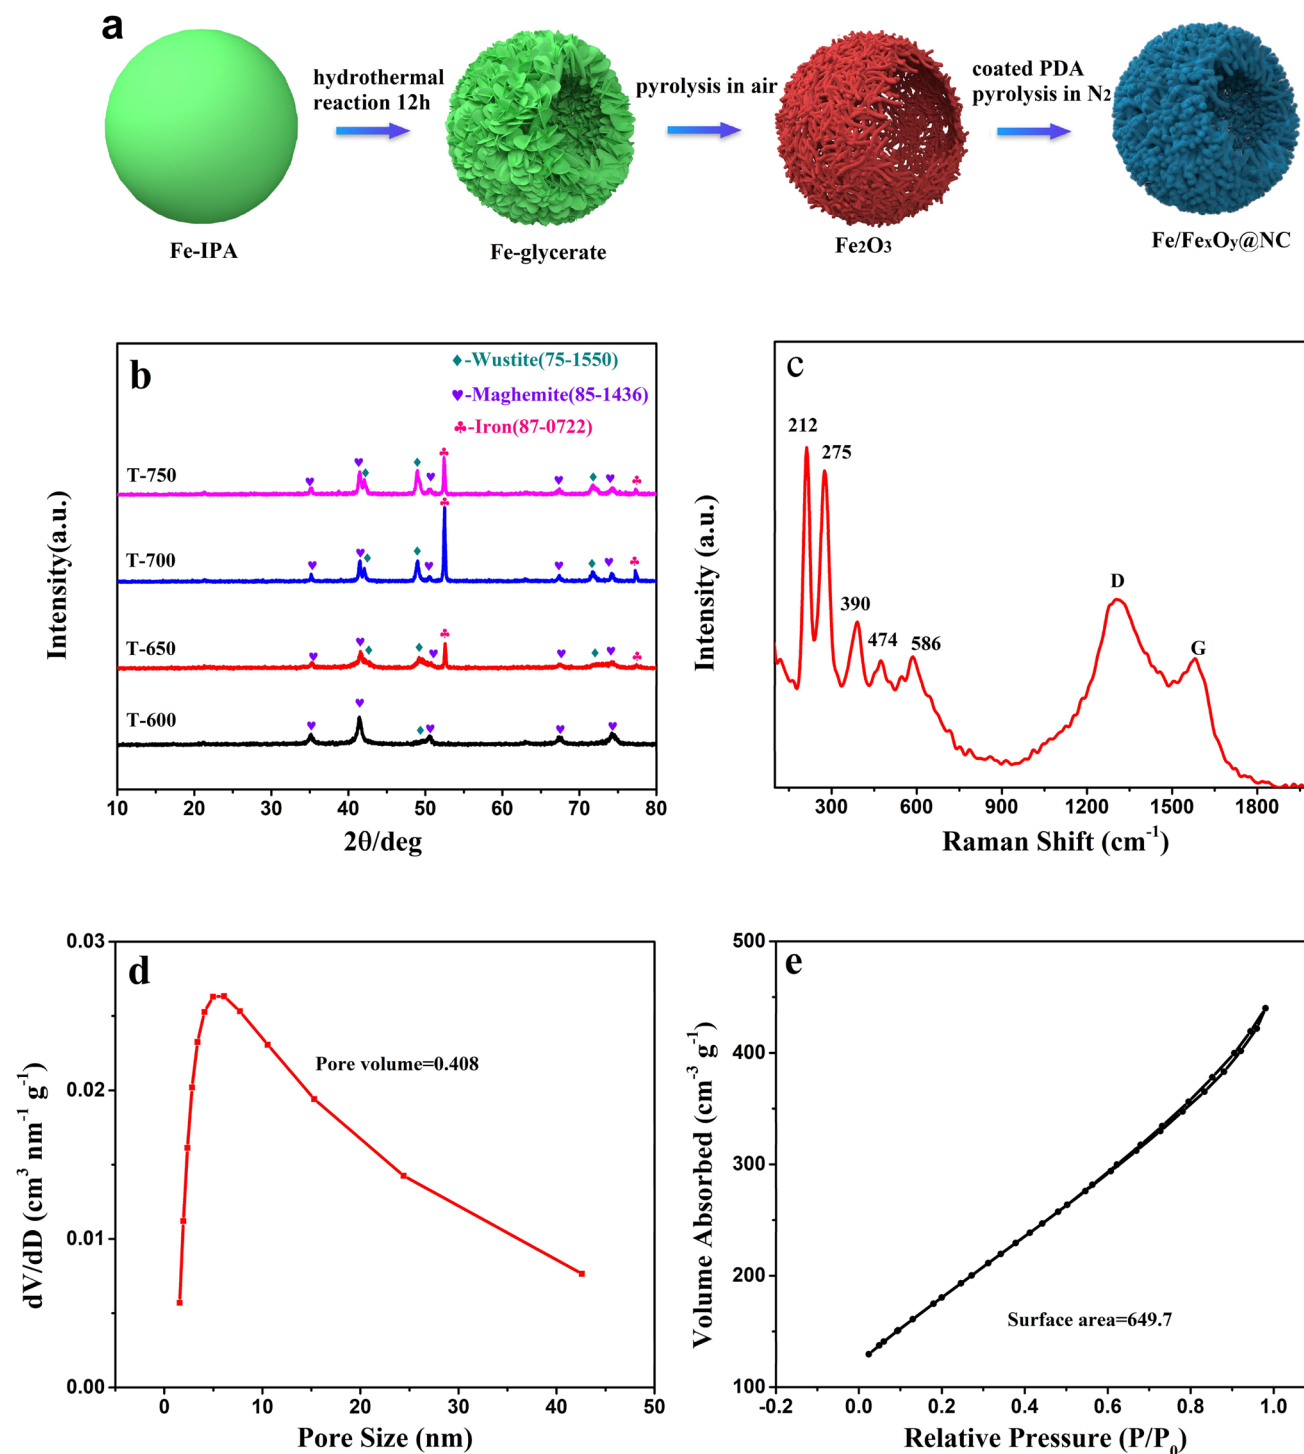 a
hydrothermal
reaction 12h
pyrolysis in air
coated PDA
pyrolysis in N2
Fe-IPA
Fe-glycerate
Fe2O3
Fe/FexOy@NC
b
♦-Wustite(75-1550)
♥-Maghemite(85-1436)
♣-Iron(87-0722)
T-750
T-700
T-650
T-600
Intensity(a.u.)
10 20 30 40 50 60 70 80
2θ/deg
c
212
275
390
474
586
D
G
Intensity (a.u.)
300 600 900 1200 1500 1800
Raman Shift (cm-1)
d
0.03
0.02
0.01
0.00
Pore volume=0.408
dV/dD (cm3 nm-1 g-1)
0 10 20 30 40 50
Pore Size (nm)
e
500
400
300
200
100
Surface area=649.7
Volume Absorbed (cm-3 g-1)
-0.2 0.0 0.2 0.4 0.6 0.8 1.0
Relative Pressure (P/P0)